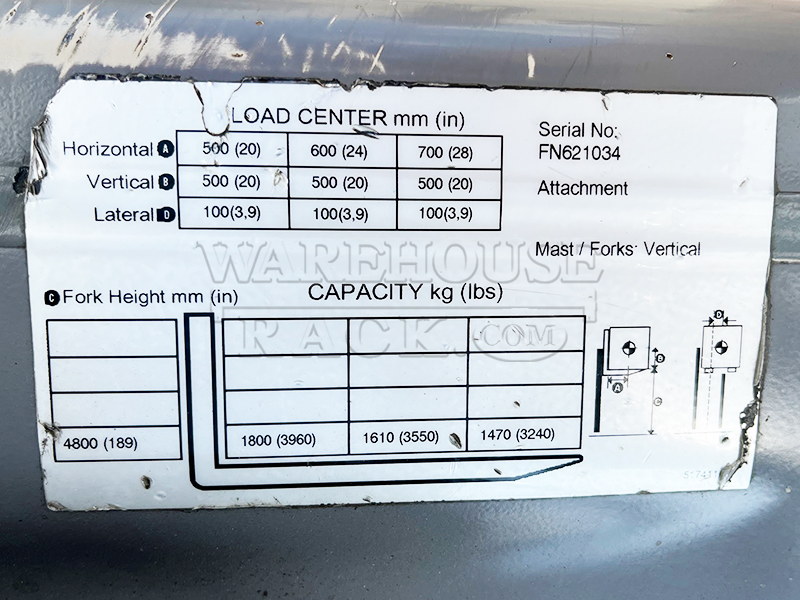 LOAD CENTER mm (in)
Horizontal A 500 (20) 600 (24) 700 (28)
Vertical B 500 (20) 500 (20) 500 (20)
Lateral D 100(3,9) 100(3,9) 100(3,9)
Serial No:
FN621034
Attachment
Mast / Forks: Vertical
WAREHOUSE
RACK.COM
C Fork Height mm (in) CAPACITY kg (lbs)
4800 (189) 1800 (3960) 1610 (3550) 1470 (3240)
D
B
A
C